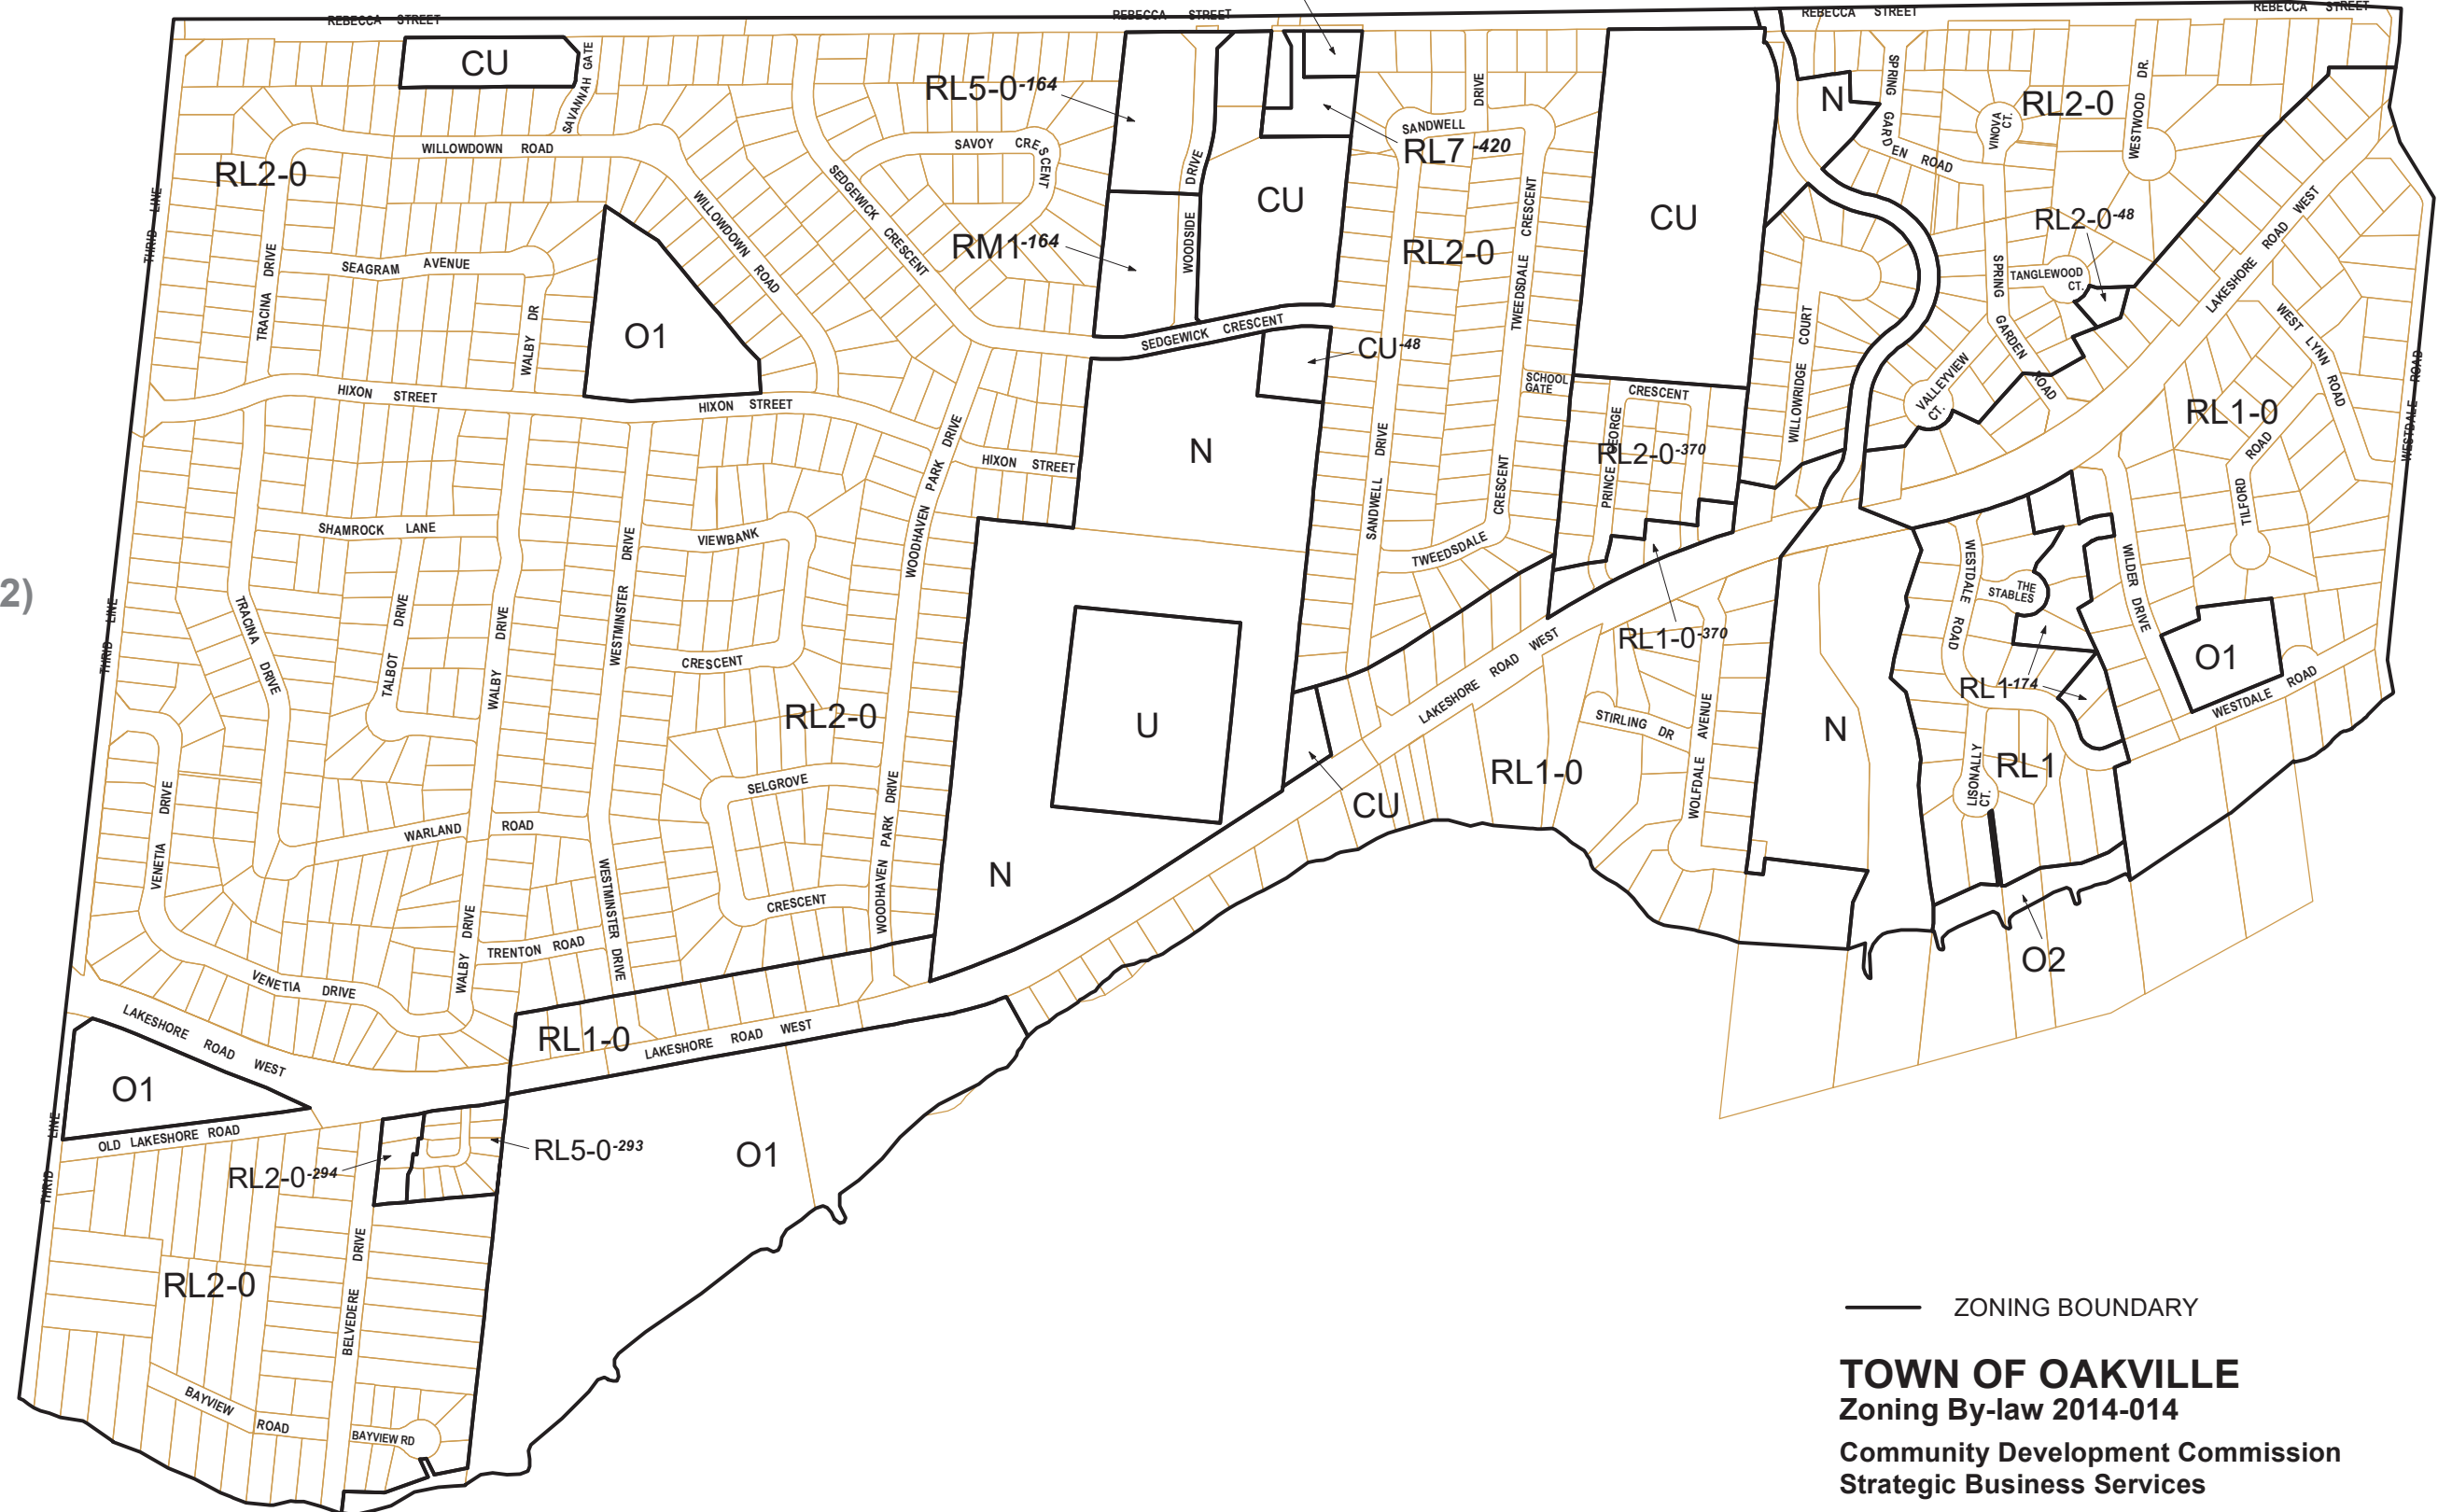 REBECCA STREET
REBECCA STREET
REBECCA STREET
REBECCA STREET
CU
SAVANNAH GATE
RL5-0-164
WILLOWDOWN ROAD
SAVOY CRESCENT
RL2-0
THRID LINE
SEDGEWICK CRESCENT
WILLOWDOWN ROAD
RM1-164
DRIVE
WOODSIDE
CU
DRIVE
SANDWELL
RL7 -420
RL2-0
TWEEDSDALE CRESCENT
CU
N
SPRING GARDEN ROAD
VINOVA CT.
RL2-0
WESTWOOD DR.
RL2-0-48
LAKESHORE ROAD WEST
TANGLEWOOD CT.
SPRING GARDEN ROAD
WEST LYNN ROAD
WESTDALE ROAD
TRACINA DRIVE
SEAGRAM AVENUE
WALBY DR
O1
SEDGEWICK CRESCENT
CU-48
SCHOOL GATE
CRESCENT
PRINCE GEORGE
RL2-0-370
WILLOWRIDGE COURT
VALLEYVIEW CT.
RL1-0
TILFORD ROAD
HIXON STREET
HIXON STREET
HIXON STREET
WOODHAVEN PARK DRIVE
N
SANDWELL DRIVE
CRESCENT
TWEEDSDALE
SHAMROCK LANE
VIEWBANK
CRESCENT
WESTMINSTER DRIVE
2)
THRID LINE
TRACINA DRIVE
TALBOT DRIVE
WALBY DRIVE
RL2-0
U
LAKESHORE ROAD WEST
RL1-0-370
WESTDALE ROAD
THE STABLES
WILDER DRIVE
O1
WESTDALE ROAD
RL1-174
STIRLING DR
WOLFDALE AVENUE
N
RL1-0
CU
LISONALLY CT.
RL1
O2
VENETIA DRIVE
WARLAND ROAD
SELGROVE
CRESCENT
WOODHAVEN PARK DRIVE
N
WESTMINSTER DRIVE
TRENTON ROAD
WALBY DRIVE
VENETIA DRIVE
LAKESHORE ROAD WEST
RL1-0
LAKESHORE ROAD WEST
O1
OLD LAKESHORE ROAD
THRID LINE
RL2-0-294
RL5-0-293
O1
RL2-0
BELVEDERE DRIVE
BAYVIEW ROAD
BAYVIEW RD
ZONING BOUNDARY
TOWN OF OAKVILLE
Zoning By-law 2014-014
Community Development Commission
Strategic Business Services